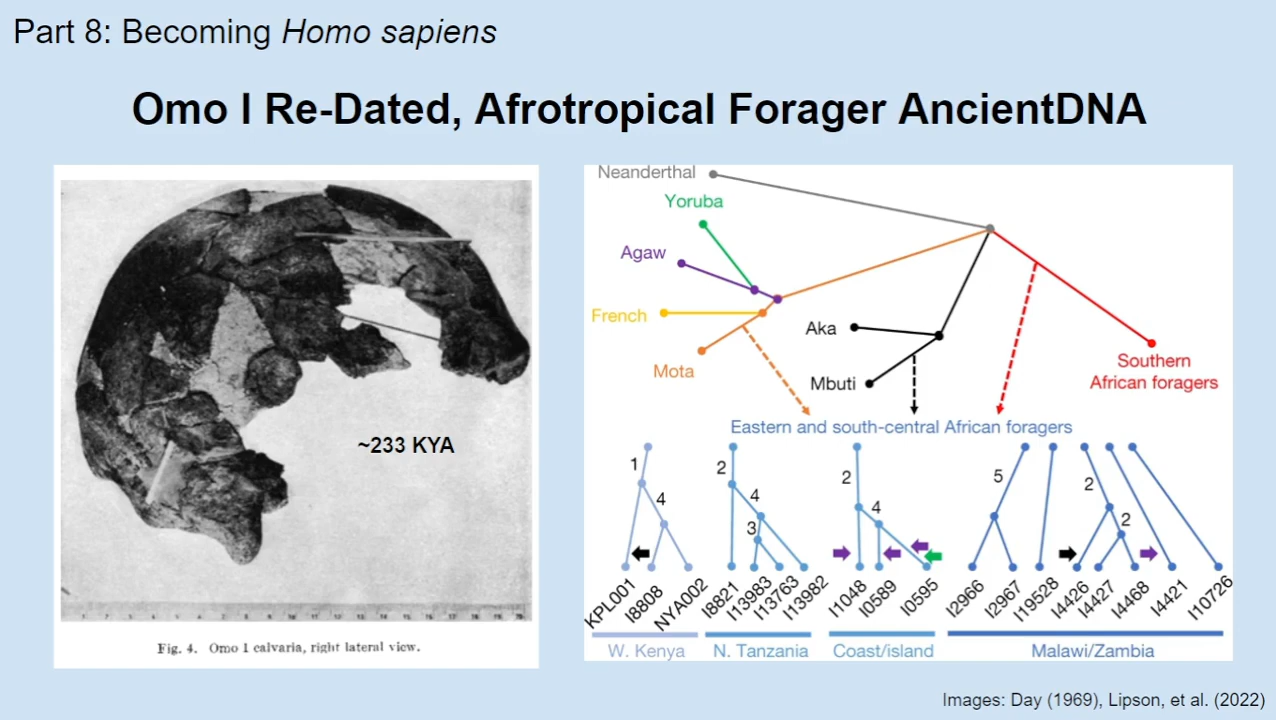 Part 8: Becoming Homo sapiens
Omo I Re-Dated, Afrotropical Forager AncientDNA
~233 KYA
Fig. 4. Omo 1 calvaria, right lateral view.
Neanderthal
Yoruba
Agaw
French
Mota
Aka
Mbuti
Southern
African foragers
Eastern and south-central African foragers
1
4
2
4
3
2
4
5
2
2
KPL001
I8808
NYA002
I8821
I13983
I13763
I13982
I1048
I0589
I0595
I2966
I2967
I19528
I4426
I4427
I4468
I4421
I10726
W. Kenya
N. Tanzania
Coast/island
Malawi/Zambia
Images: Day (1969), Lipson, et al. (2022)